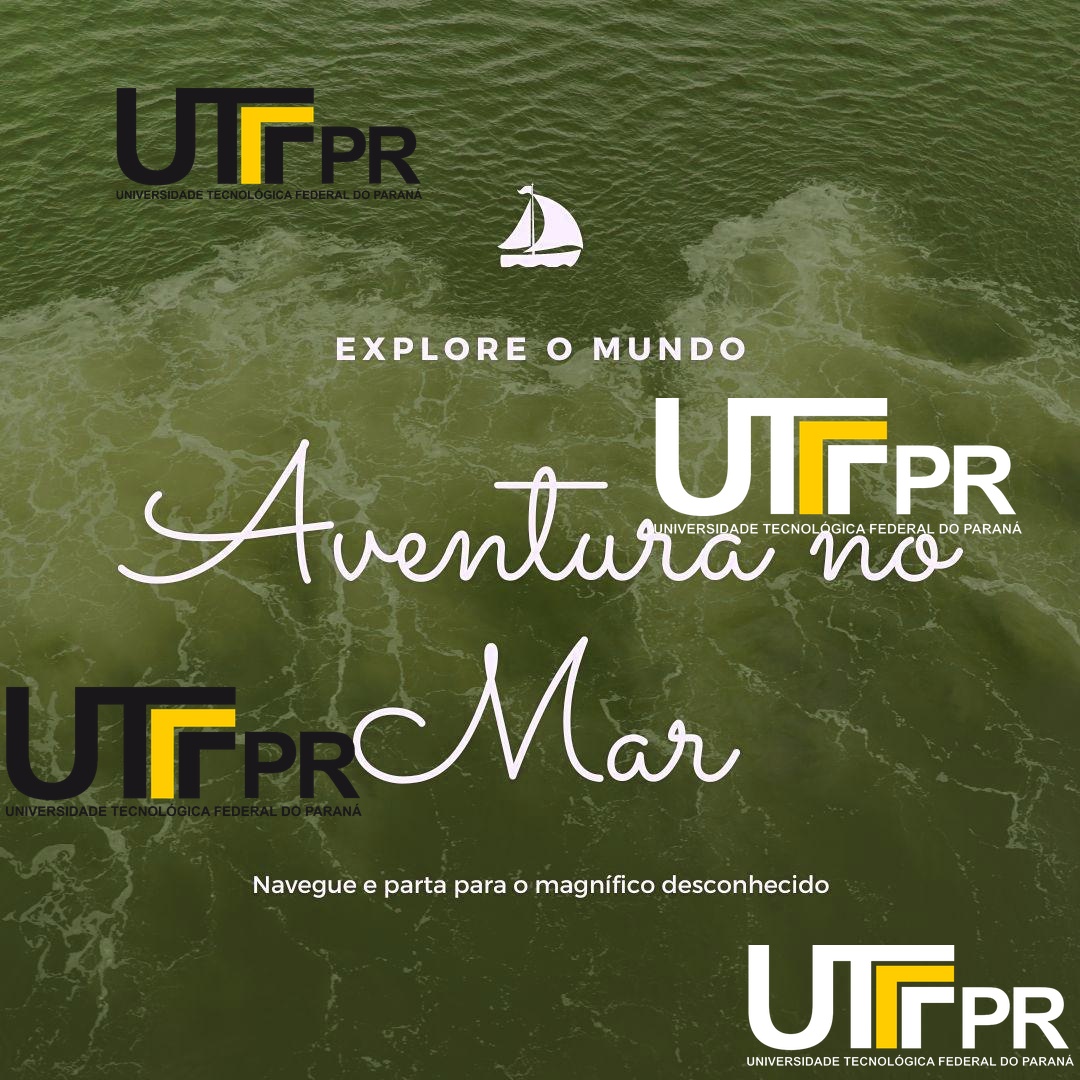 UTFPR
UNIVERSIDADE TECNOLÓGICA FEDERAL DO PARANÁ
EXPLORE O MUNDO
UTFPR
UNIVERSIDADE TECNOLÓGICA FEDERAL DO PARANÁ
Aventura no
Mar
UTFPR
UNIVERSIDADE TECNOLÓGICA FEDERAL DO PARANÁ
Navegue e parta para o magnífico desconhecido
UTFPR
UNIVERSIDADE TECNOLÓGICA FEDERAL DO PARANÁ